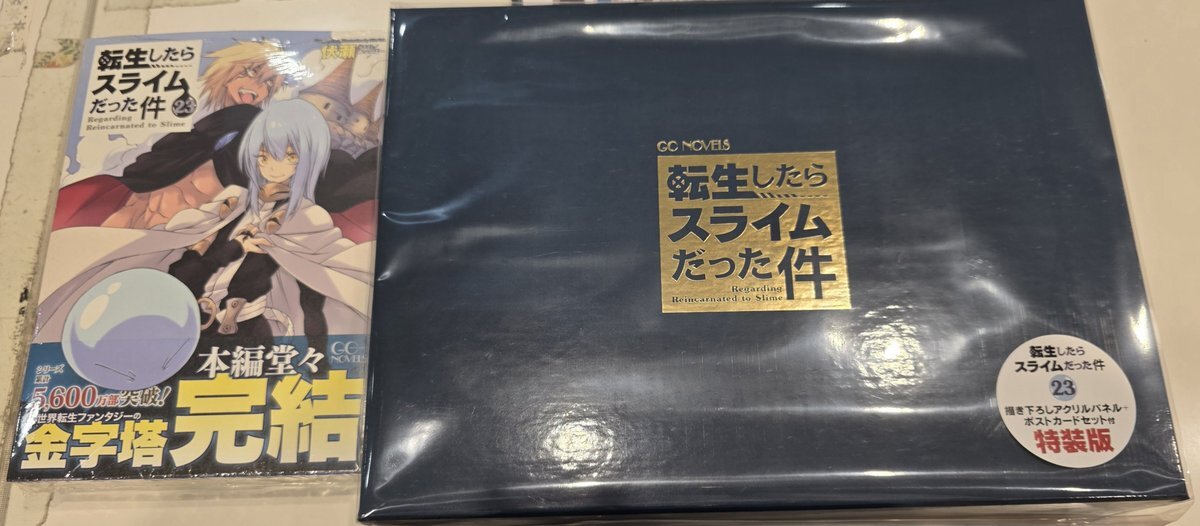 転生したら
スライム
だった件 23
Regarding
Reincarnated to Slime
伏瀬
本編堂々
GC NOVELS
シリーズ
累計
5,600万部突破!
世界転生ファンタジーの
金字塔
完結
GC NOVELS
転生したら
スライム
だった件
Regarding
Reincarnated to Slime
転生したら
スライムだった件
23
描き下ろしアクリルパネル+
ポストカードセット付
特装版